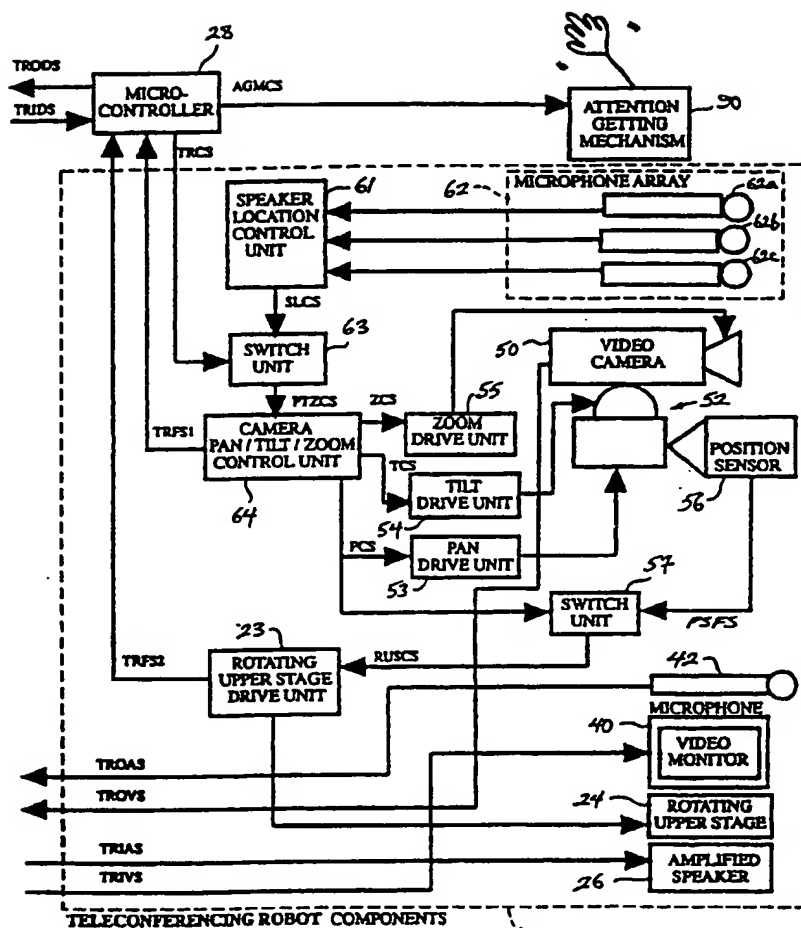 28
TRODS
MICRO-
CONTROLLER
AGMCS
TRIDS
TRCS
ATTENTION
GETTING
MECHANISM
90
61
SPEAKER
LOCATION
CONTROL
UNIT
62
MICROPHONE ARRAY
62a
62b
62c
SLCS
63
SWITCH
UNIT
50
VIDEO
CAMERA
PTZCS
ZCS
55
ZOOM
DRIVE UNIT
52
TRFS1
CAMERA
PAN / TILT / ZOOM
CONTROL UNIT
64
TCS
TILT
DRIVE UNIT
54
POSITION
SENSOR
56
PCS
PAN
DRIVE UNIT
53
57
SWITCH
UNIT
PSFS
23
TRFS2
ROTATING
UPPER STAGE
DRIVE UNIT
RUSCS
42
MICROPHONE
40
VIDEO
MONITOR
TROAS
TROVS
24
ROTATING
UPPER STAGE
TRIAS
TRIVS
26
AMPLIFIED
SPEAKER
TELECONFERENCING ROBOT COMPONENTS